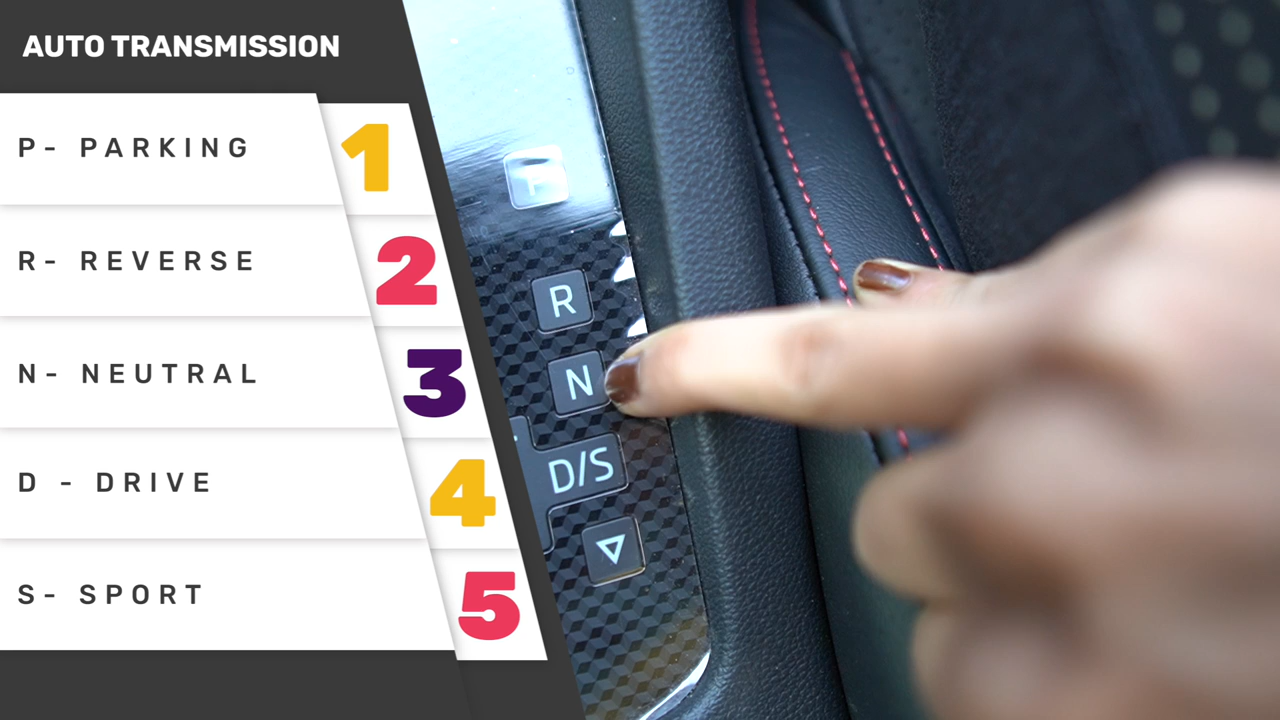 AUTO TRANSMISSION
P- PARKING 1
R- REVERSE 2
N- NEUTRAL 3
D - DRIVE 4
S- SPORT 5
R
N
D/S